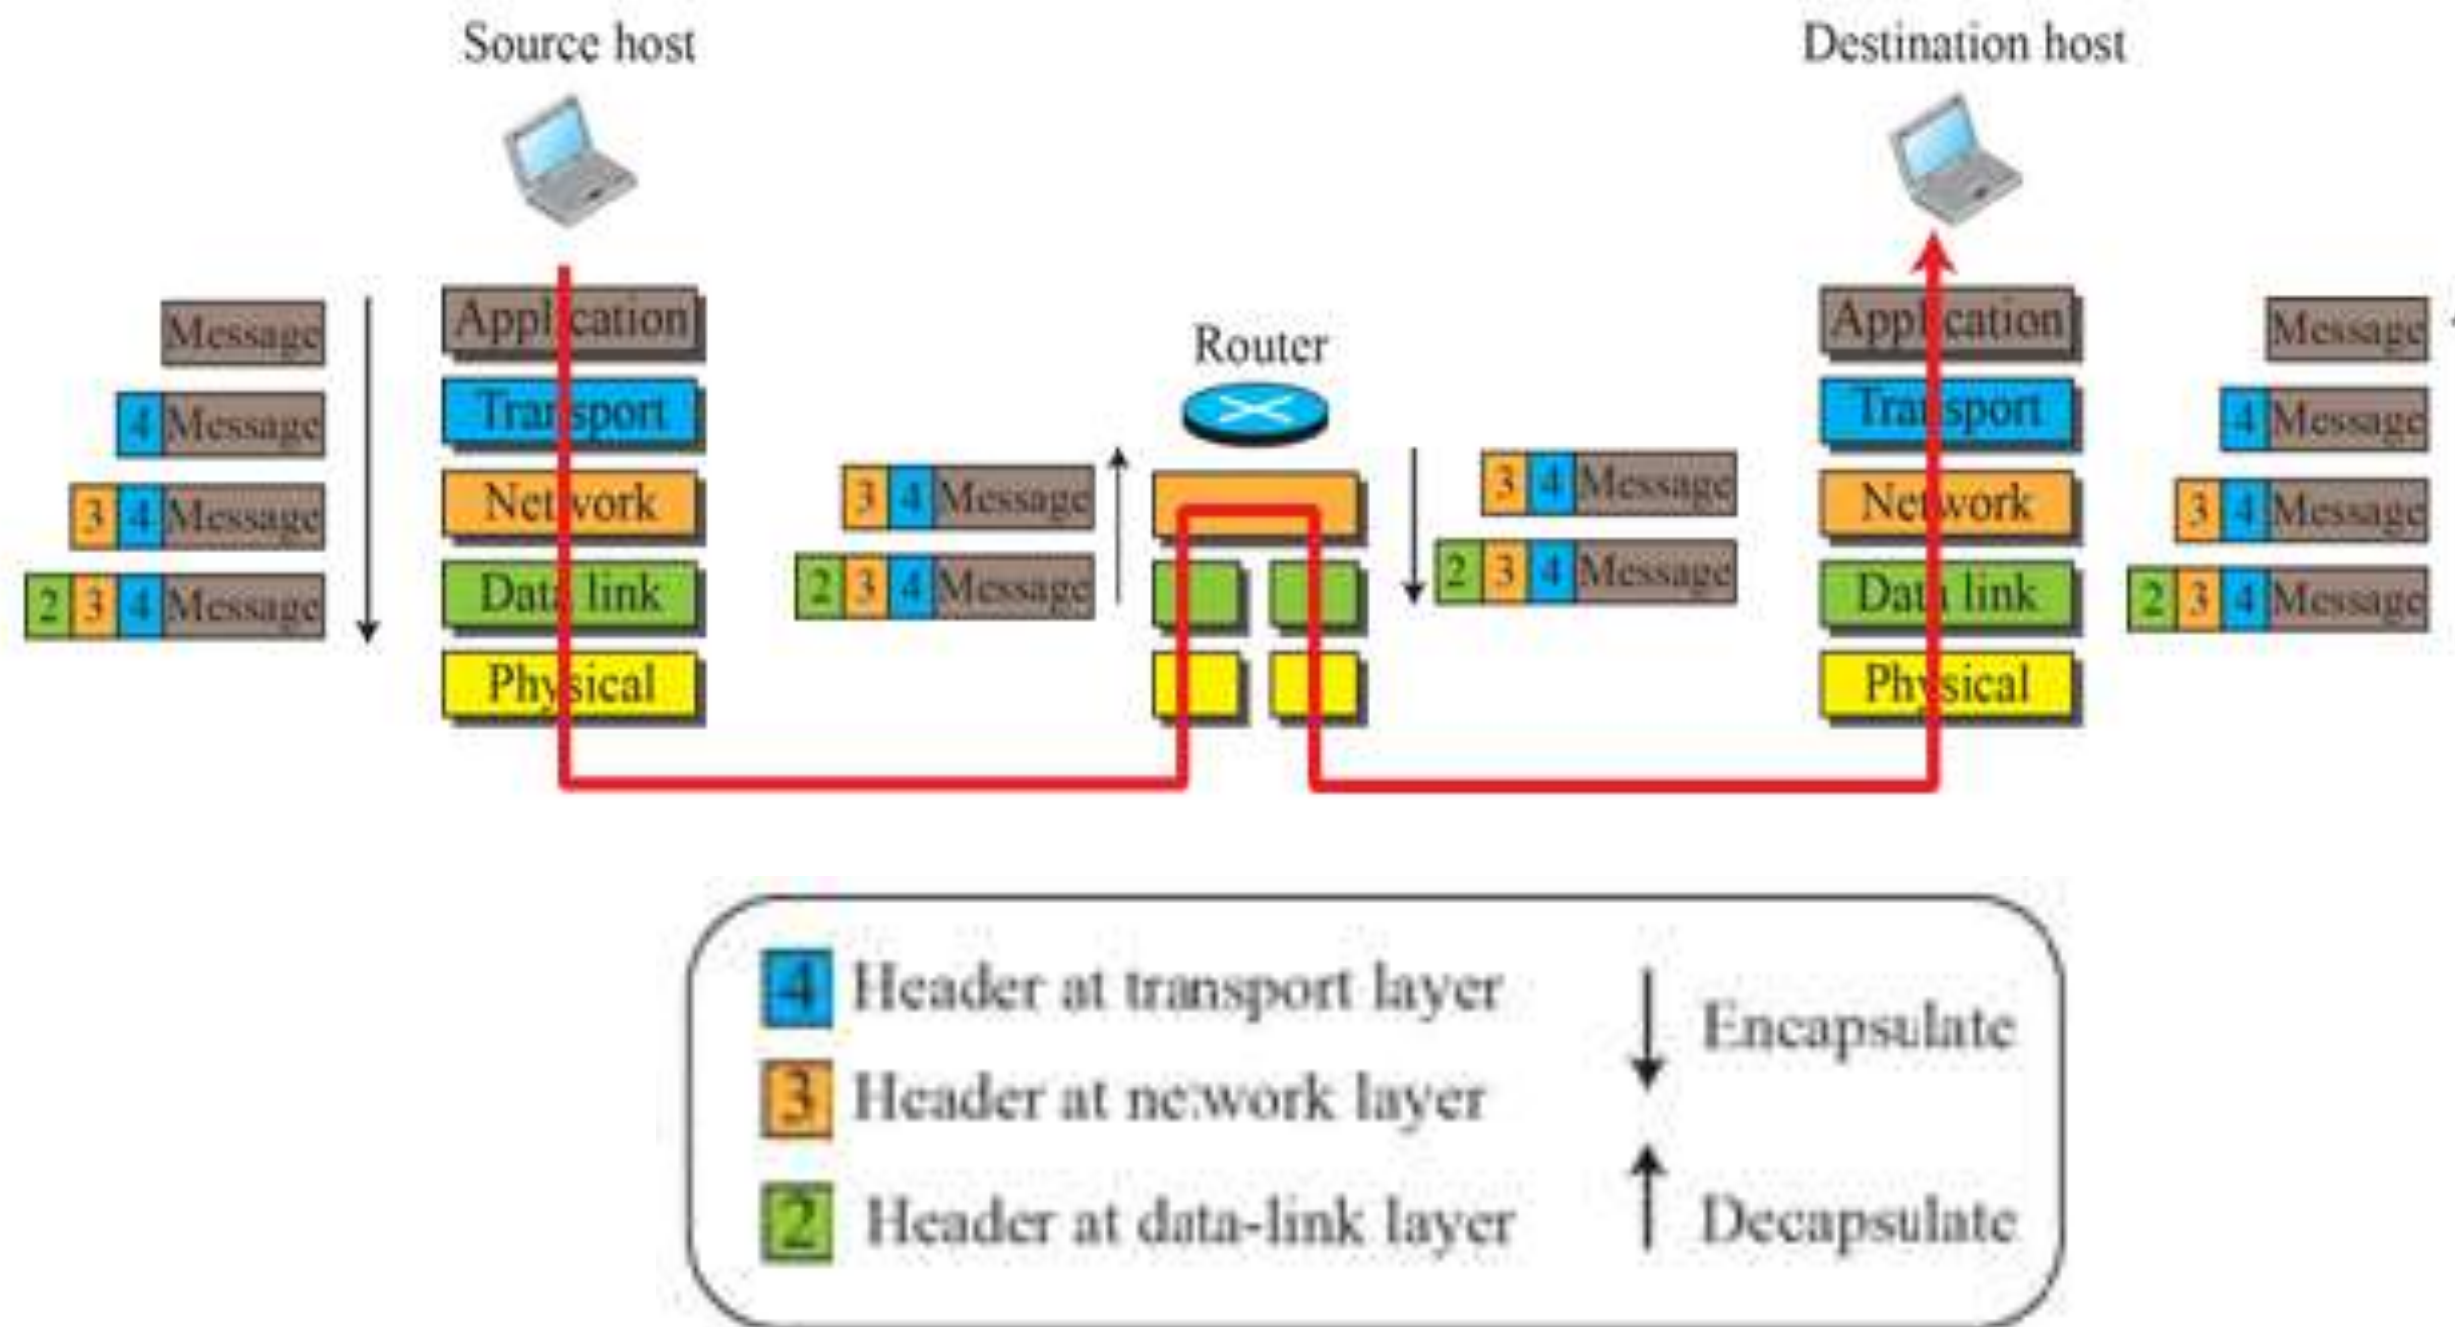 Source host
Destination host
Message
4 Message
3 4 Message
2 3 4 Message
Application
Transport
Network
Data link
Physical
Router
3 4 Message
2 3 4 Message
3 4 Message
2 3 4 Message
Application
Transport
Network
Data link
Physical
Message
4 Message
3 4 Message
2 3 4 Message
4 Header at transport layer
3 Header at network layer
2 Header at data-link layer
Encapsulate
Decapsulate